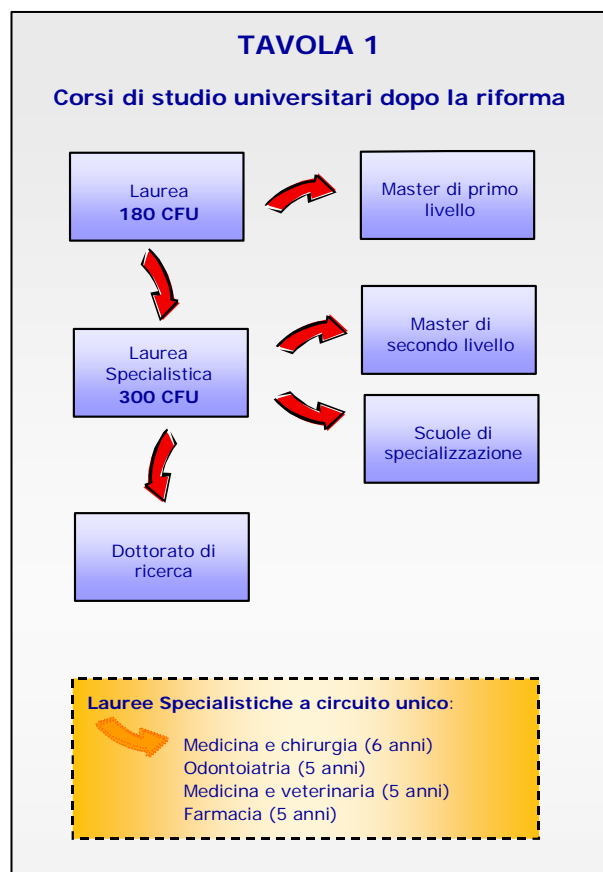 TAVOLA 1
Corsi di studio universitari dopo la riforma
Laurea
180 CFU
Master di primo
livello
Laurea
Specialistica
300 CFU
Master di
secondo livello
Scuole di
specializzazione
Dottorato di
ricerca
Lauree Specialistiche a circuito unico:
Medicina e chirurgia (6 anni)
Odontoiatria (5 anni)
Medicina e veterinaria (5 anni)
Farmacia (5 anni)